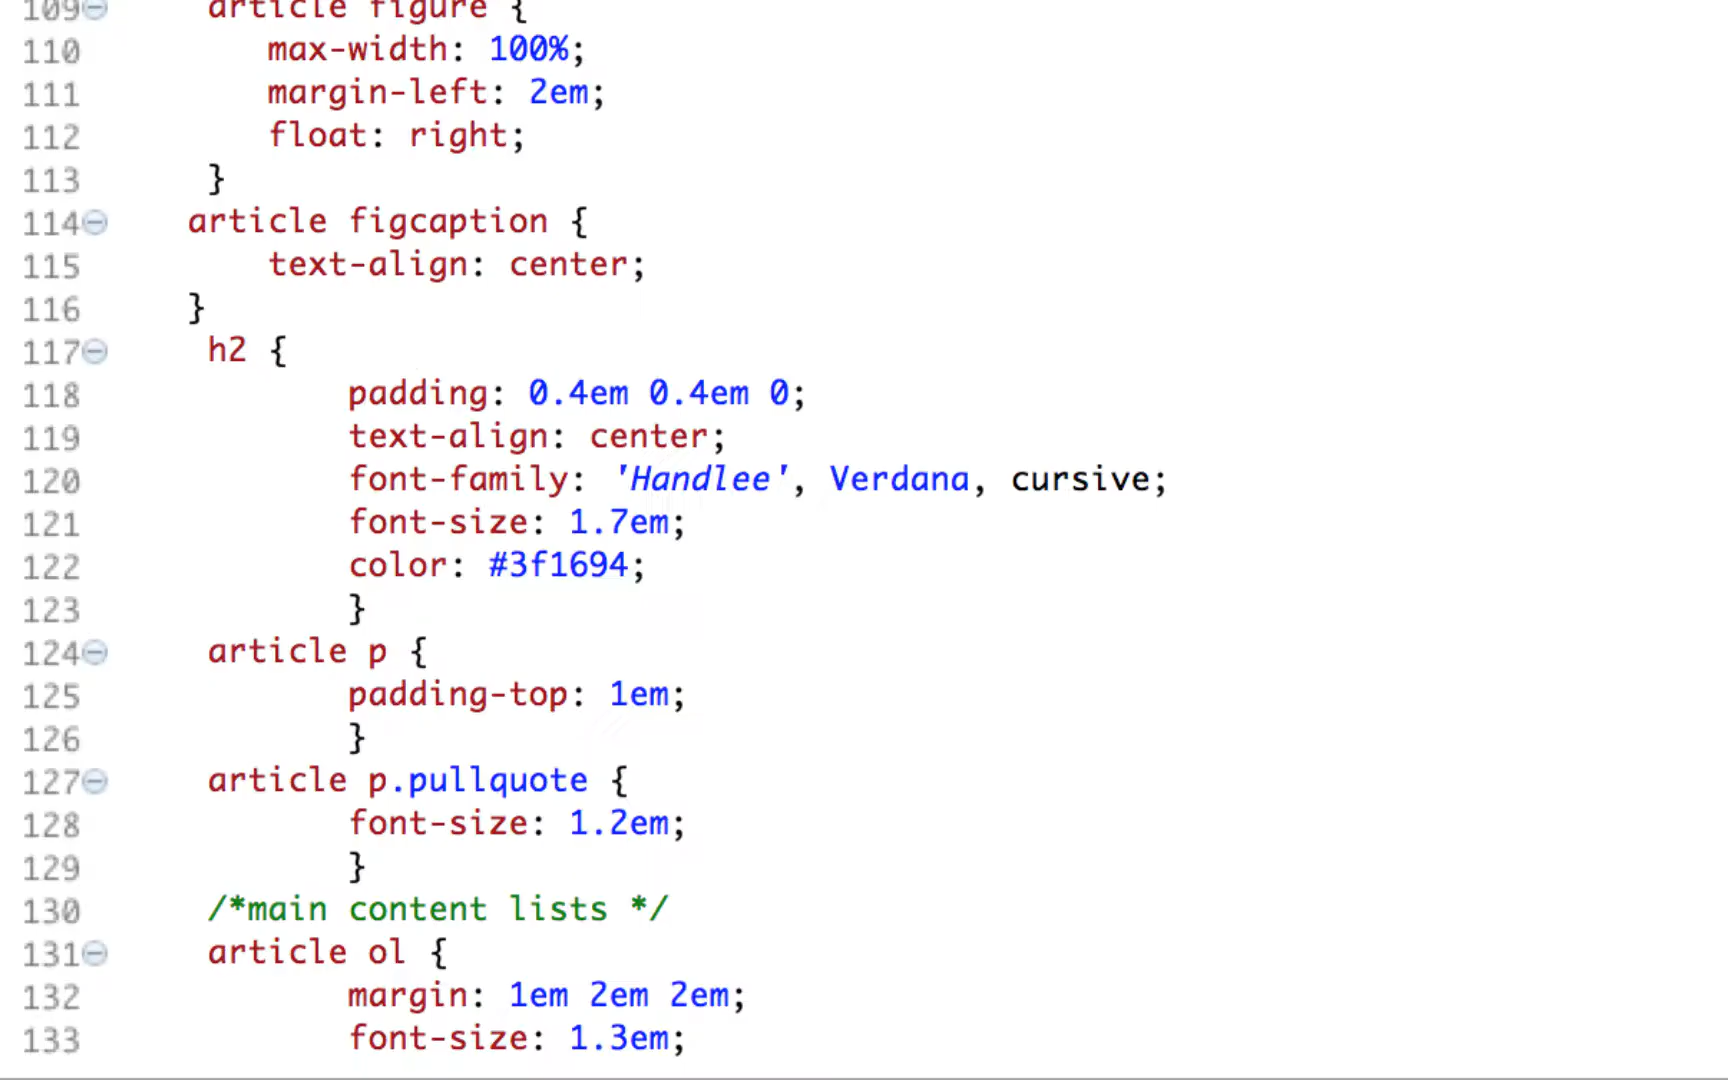 109 article figure {
110 max-width: 100%;
111 margin-left: 2em;
112 float: right;
113 }
114 article figcaption {
115 text-align: center;
116 }
117 h2 {
118 padding: 0.4em 0.4em 0;
119 text-align: center;
120 font-family: 'Handlee', Verdana, cursive;
121 font-size: 1.7em;
122 color: #3f1694;
123 }
124 article p {
125 padding-top: 1em;
126 }
127 article p.pullquote {
128 font-size: 1.2em;
129 }
130 /*main content lists */
131 article ol {
132 margin: 1em 2em 2em;
133 font-size: 1.3em;